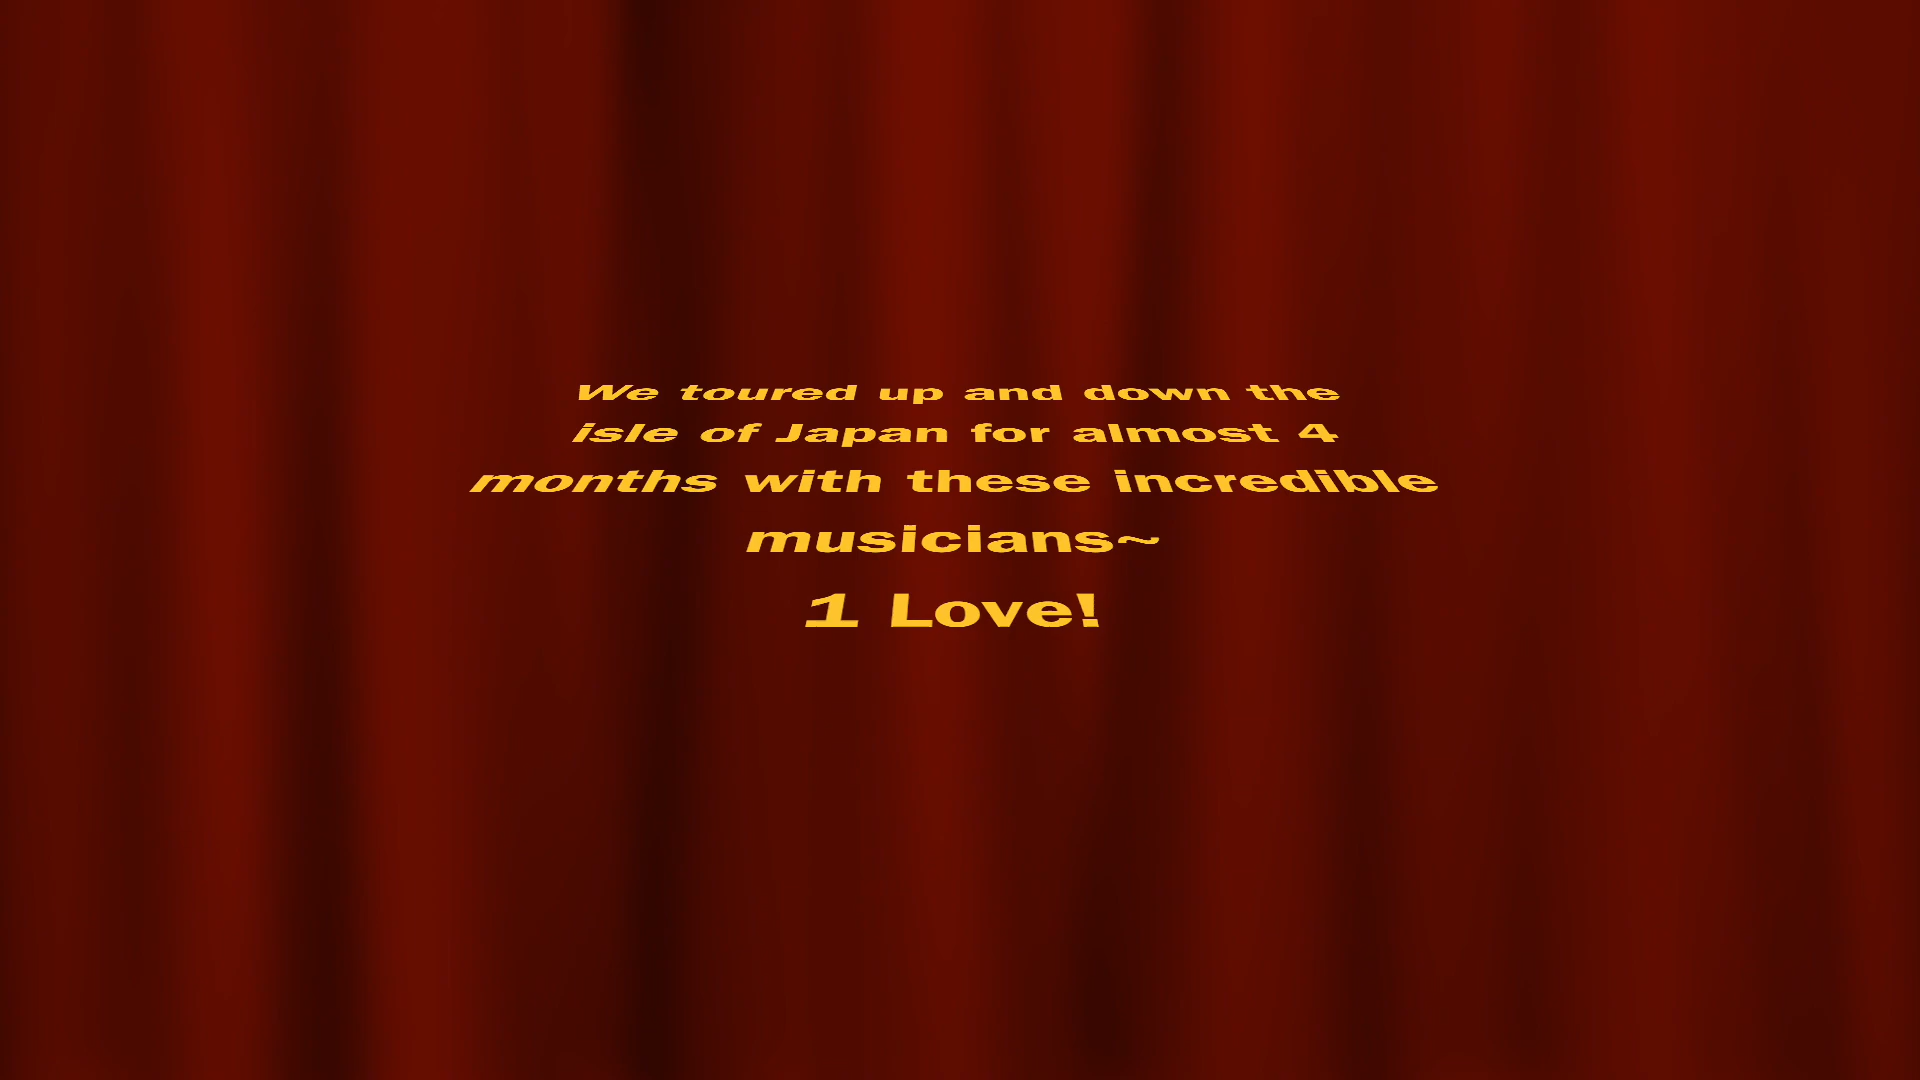 We toured up and down the
isle of Japan for almost 4
months with these incredible
musicians~
1 Love!